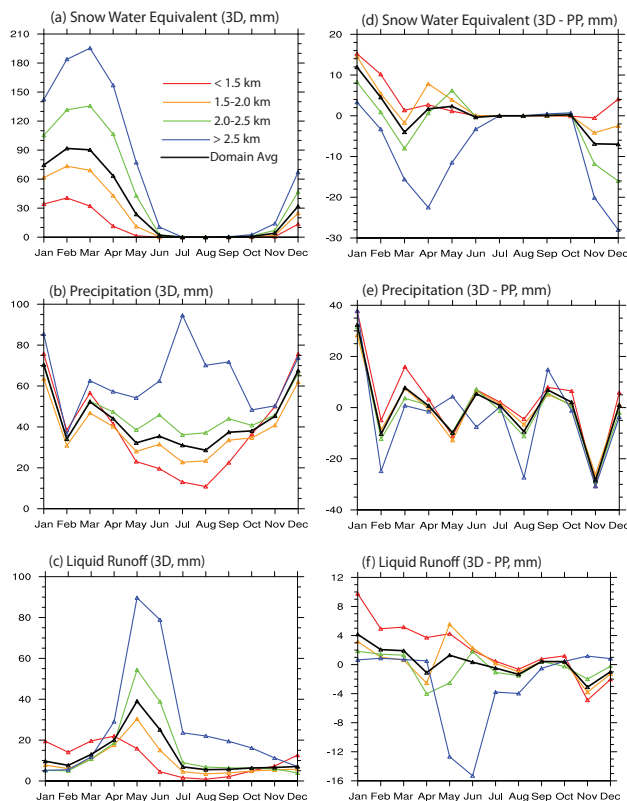 (a) Snow Water Equivalent (3D, mm)
210
180
150
120
90
60
30
0
< 1.5 km
1.5-2.0 km
2.0-2.5 km
> 2.5 km
Domain Avg
Jan Feb Mar Apr May Jun Jul Aug Sep Oct Nov Dec
(d) Snow Water Equivalent (3D - PP, mm)
20
10
0
-10
-20
-30
Jan Feb Mar Apr May Jun Jul Aug Sep Oct Nov Dec
(b) Precipitation (3D, mm)
100
80
60
40
20
0
Jan Feb Mar Apr May Jun Jul Aug Sep Oct Nov Dec
(e) Precipitation (3D - PP, mm)
40
20
0
-20
-40
Jan Feb Mar Apr May Jun Jul Aug Sep Oct Nov Dec
(c) Liquid Runoff (3D, mm)
100
80
60
40
20
0
Jan Feb Mar Apr May Jun Jul Aug Sep Oct Nov Dec
(f) Liquid Runoff (3D - PP, mm)
12
8
4
0
-4
-8
-12
-16
Jan Feb Mar Apr May Jun Jul Aug Sep Oct Nov Dec